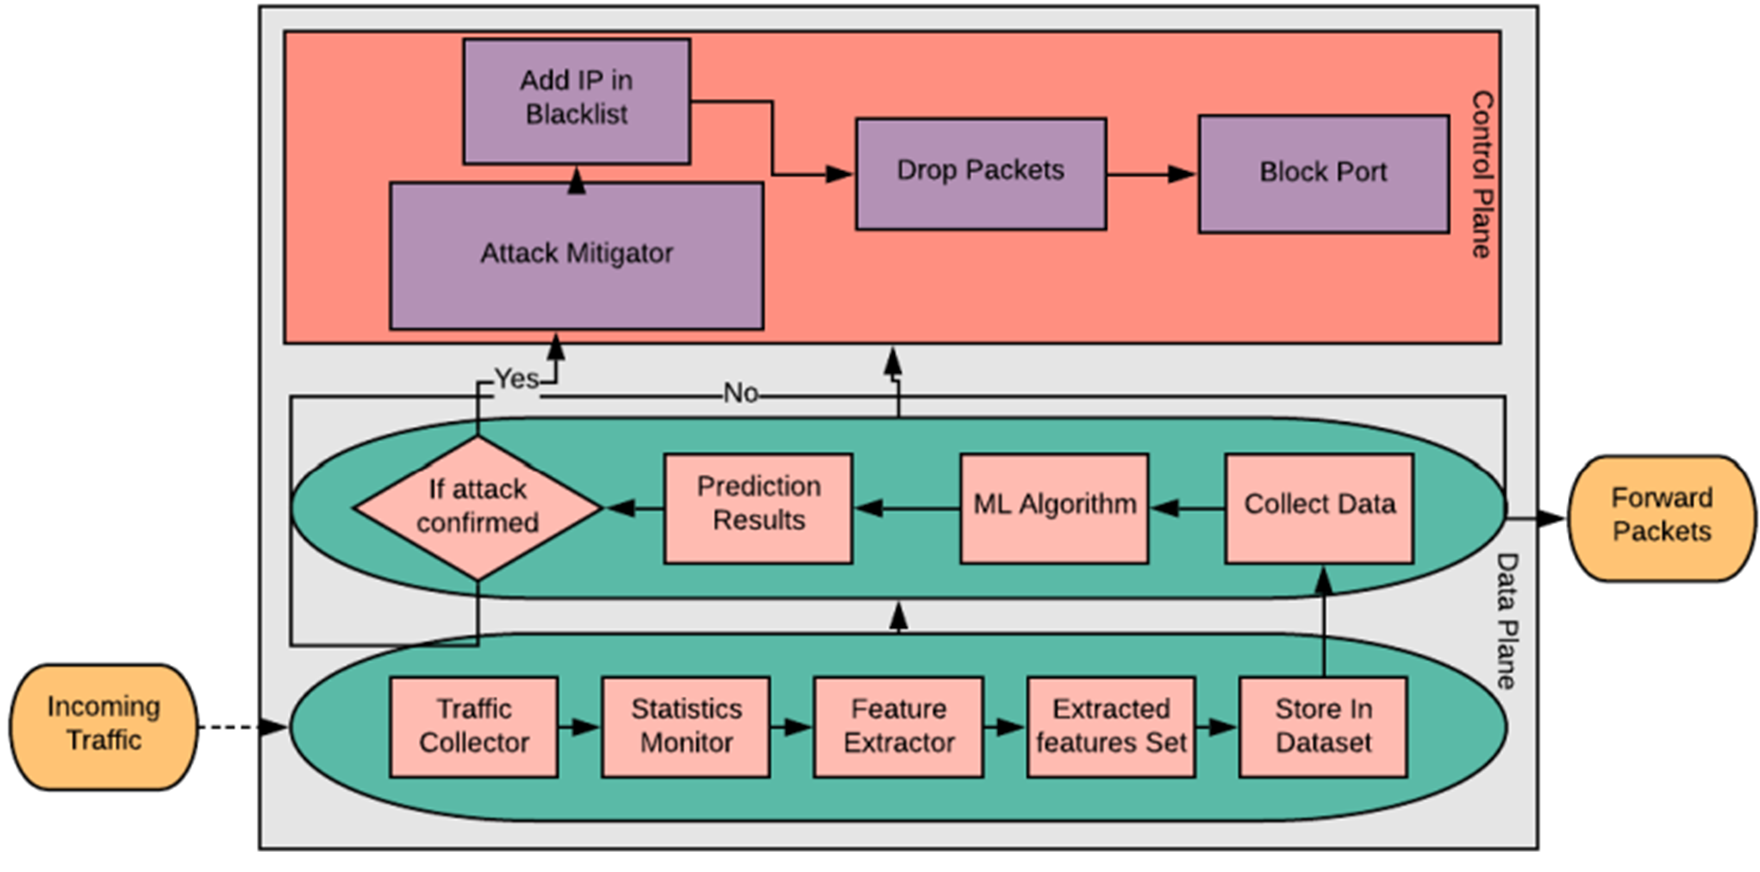 Add IP in
Blacklist
Drop Packets
Block Port
Control Plane
Attack Mitigator
Yes
No
If attack
confirmed
Prediction
Results
ML Algorithm
Collect Data
Forward
Packets
Data Plane
Incoming
Traffic
Traffic
Collector
Statistics
Monitor
Feature
Extractor
Extracted
features Set
Store In
Dataset